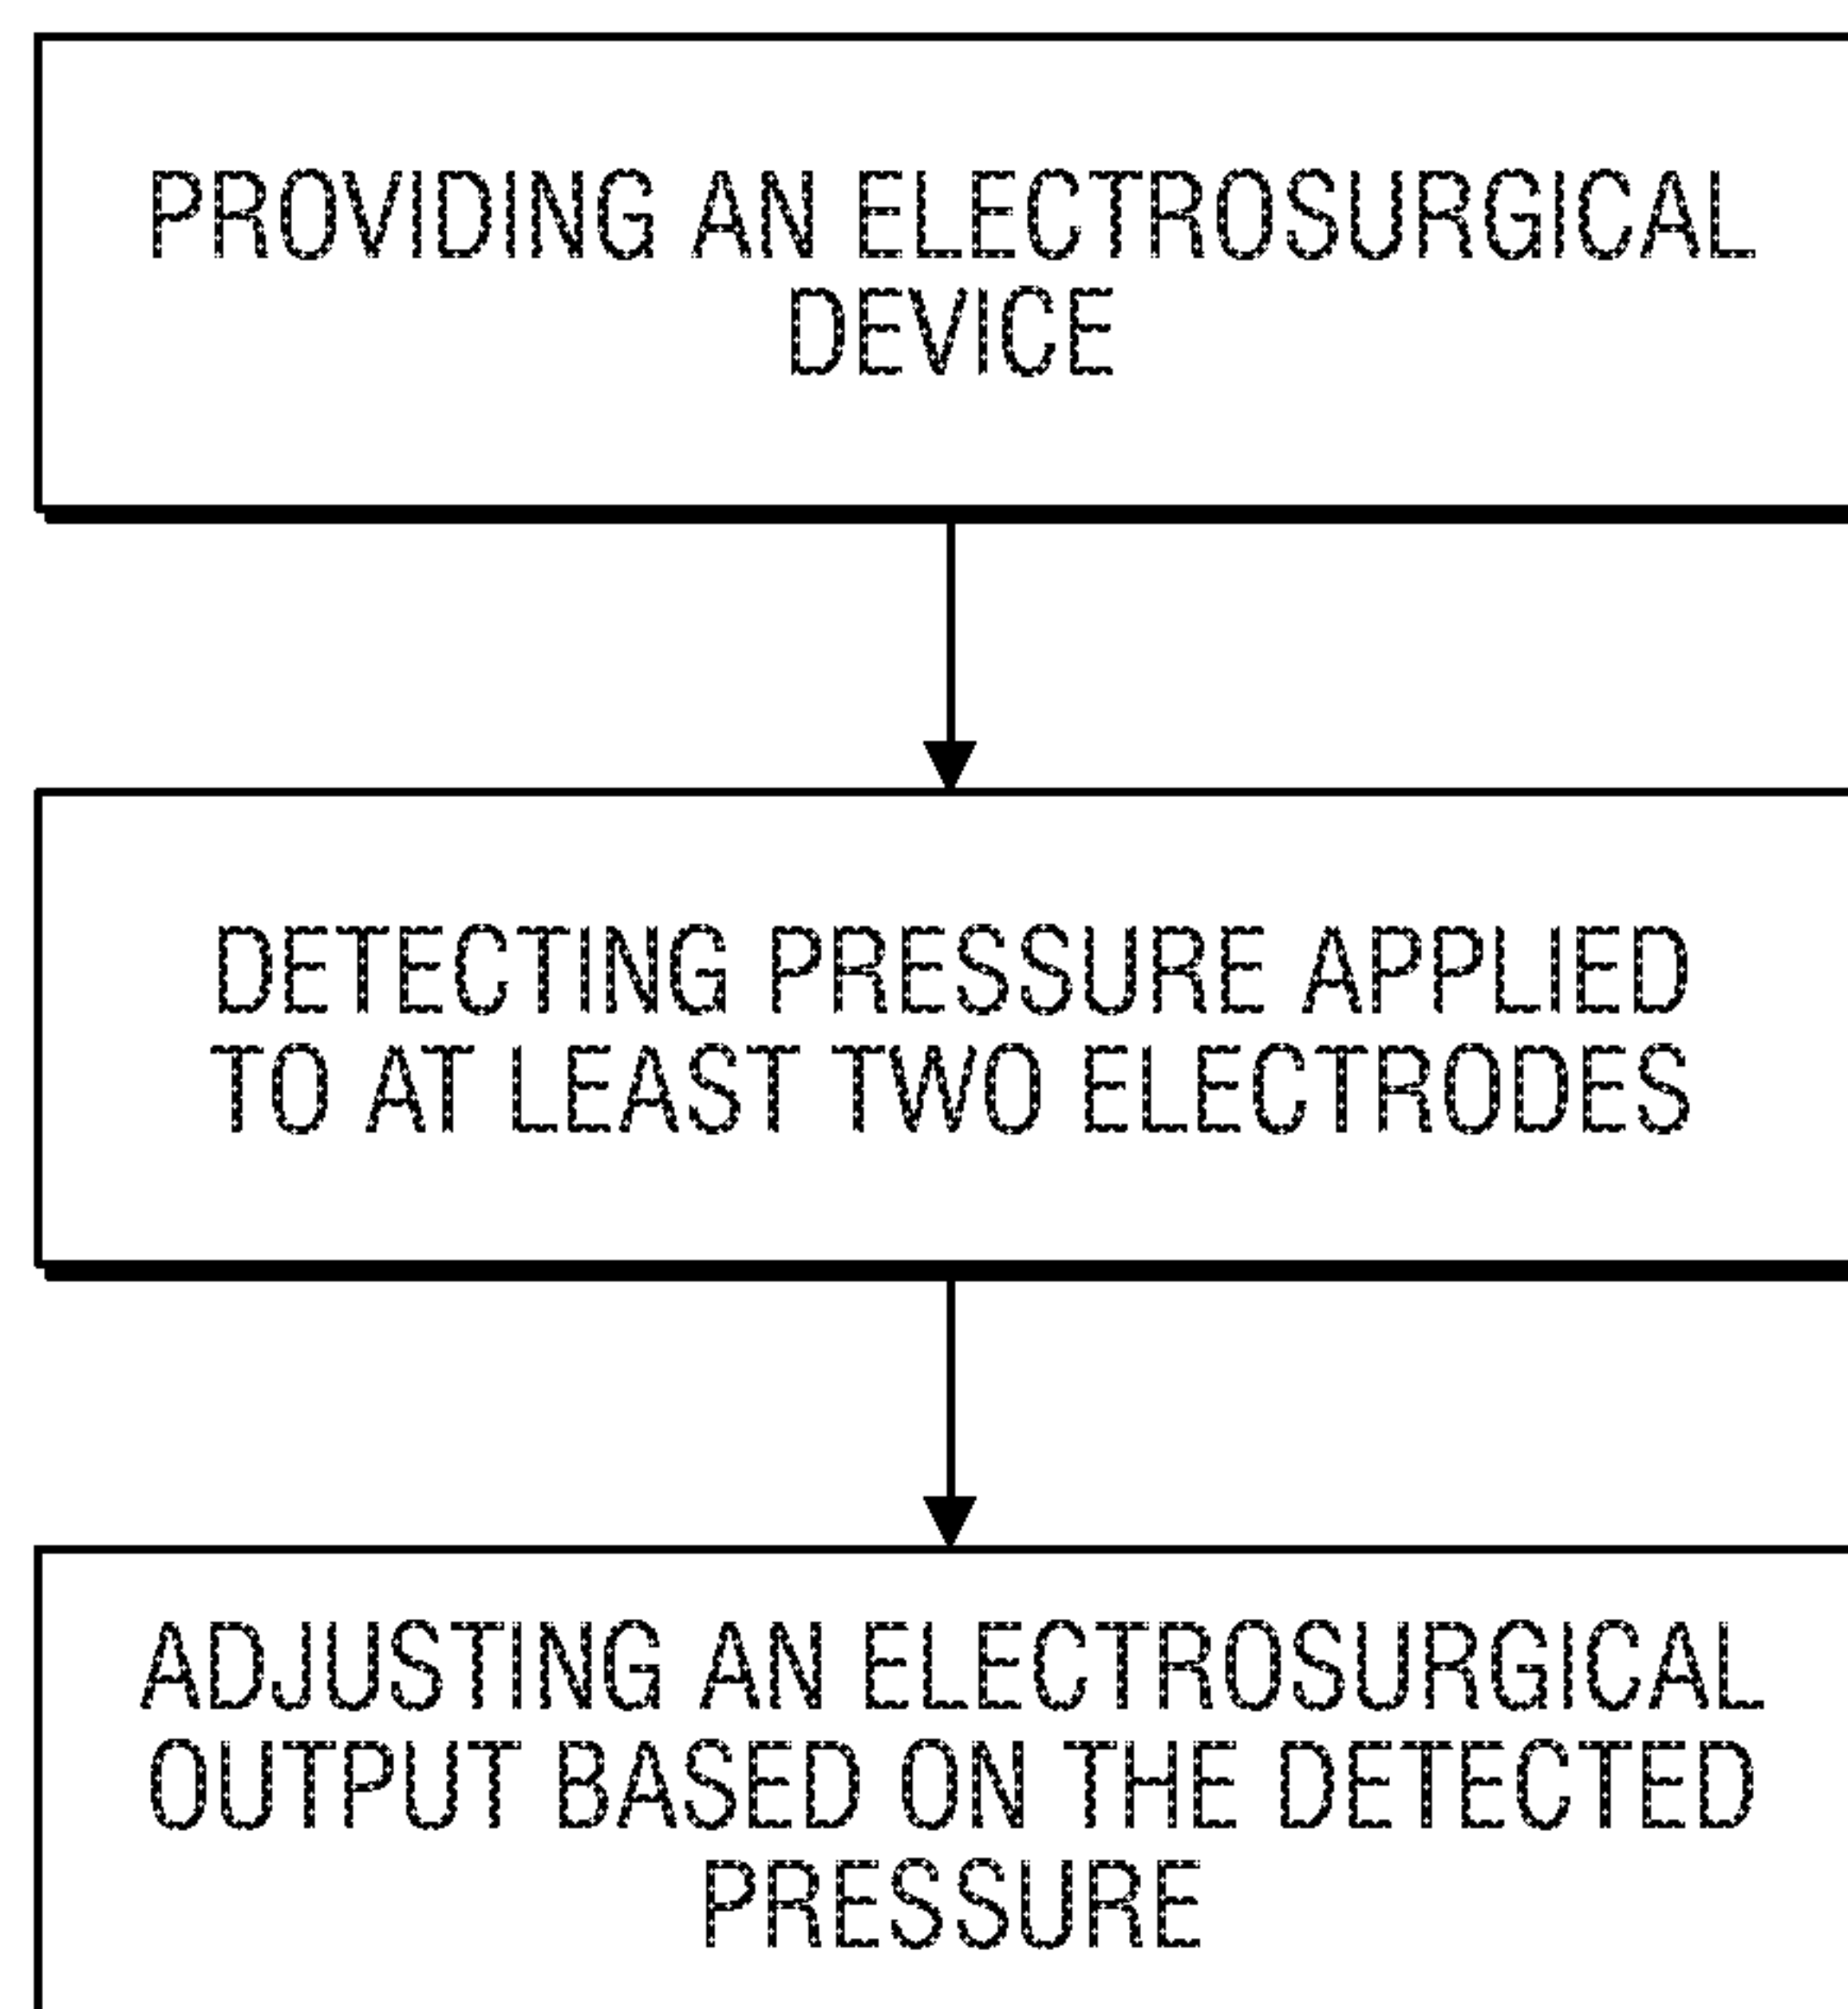 PROVIDING AN ELECTROSURGICAL
DEVICE
DETECTING PRESSURE APPLIED
TO AT LEAST TWO ELECTRODES
ADJUSTING AN ELECTROSURGICAL
OUTPUT BASED ON THE DETECTED
PRESSURE